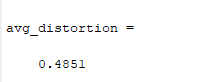 avg_distortion =
0.4851